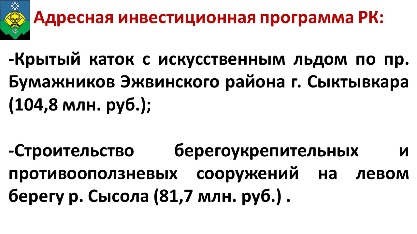 Адресная инвестиционная программа РК:
-Крытый каток с искусственным льдом по пр.
Бумажников Эжвинского района г. Сыктывкара
(104,8 млн. руб.);
-Строительство берегоукрепительных и
противооползневых сооружений на левом
берегу р. Сысола (81,7 млн. руб.) .